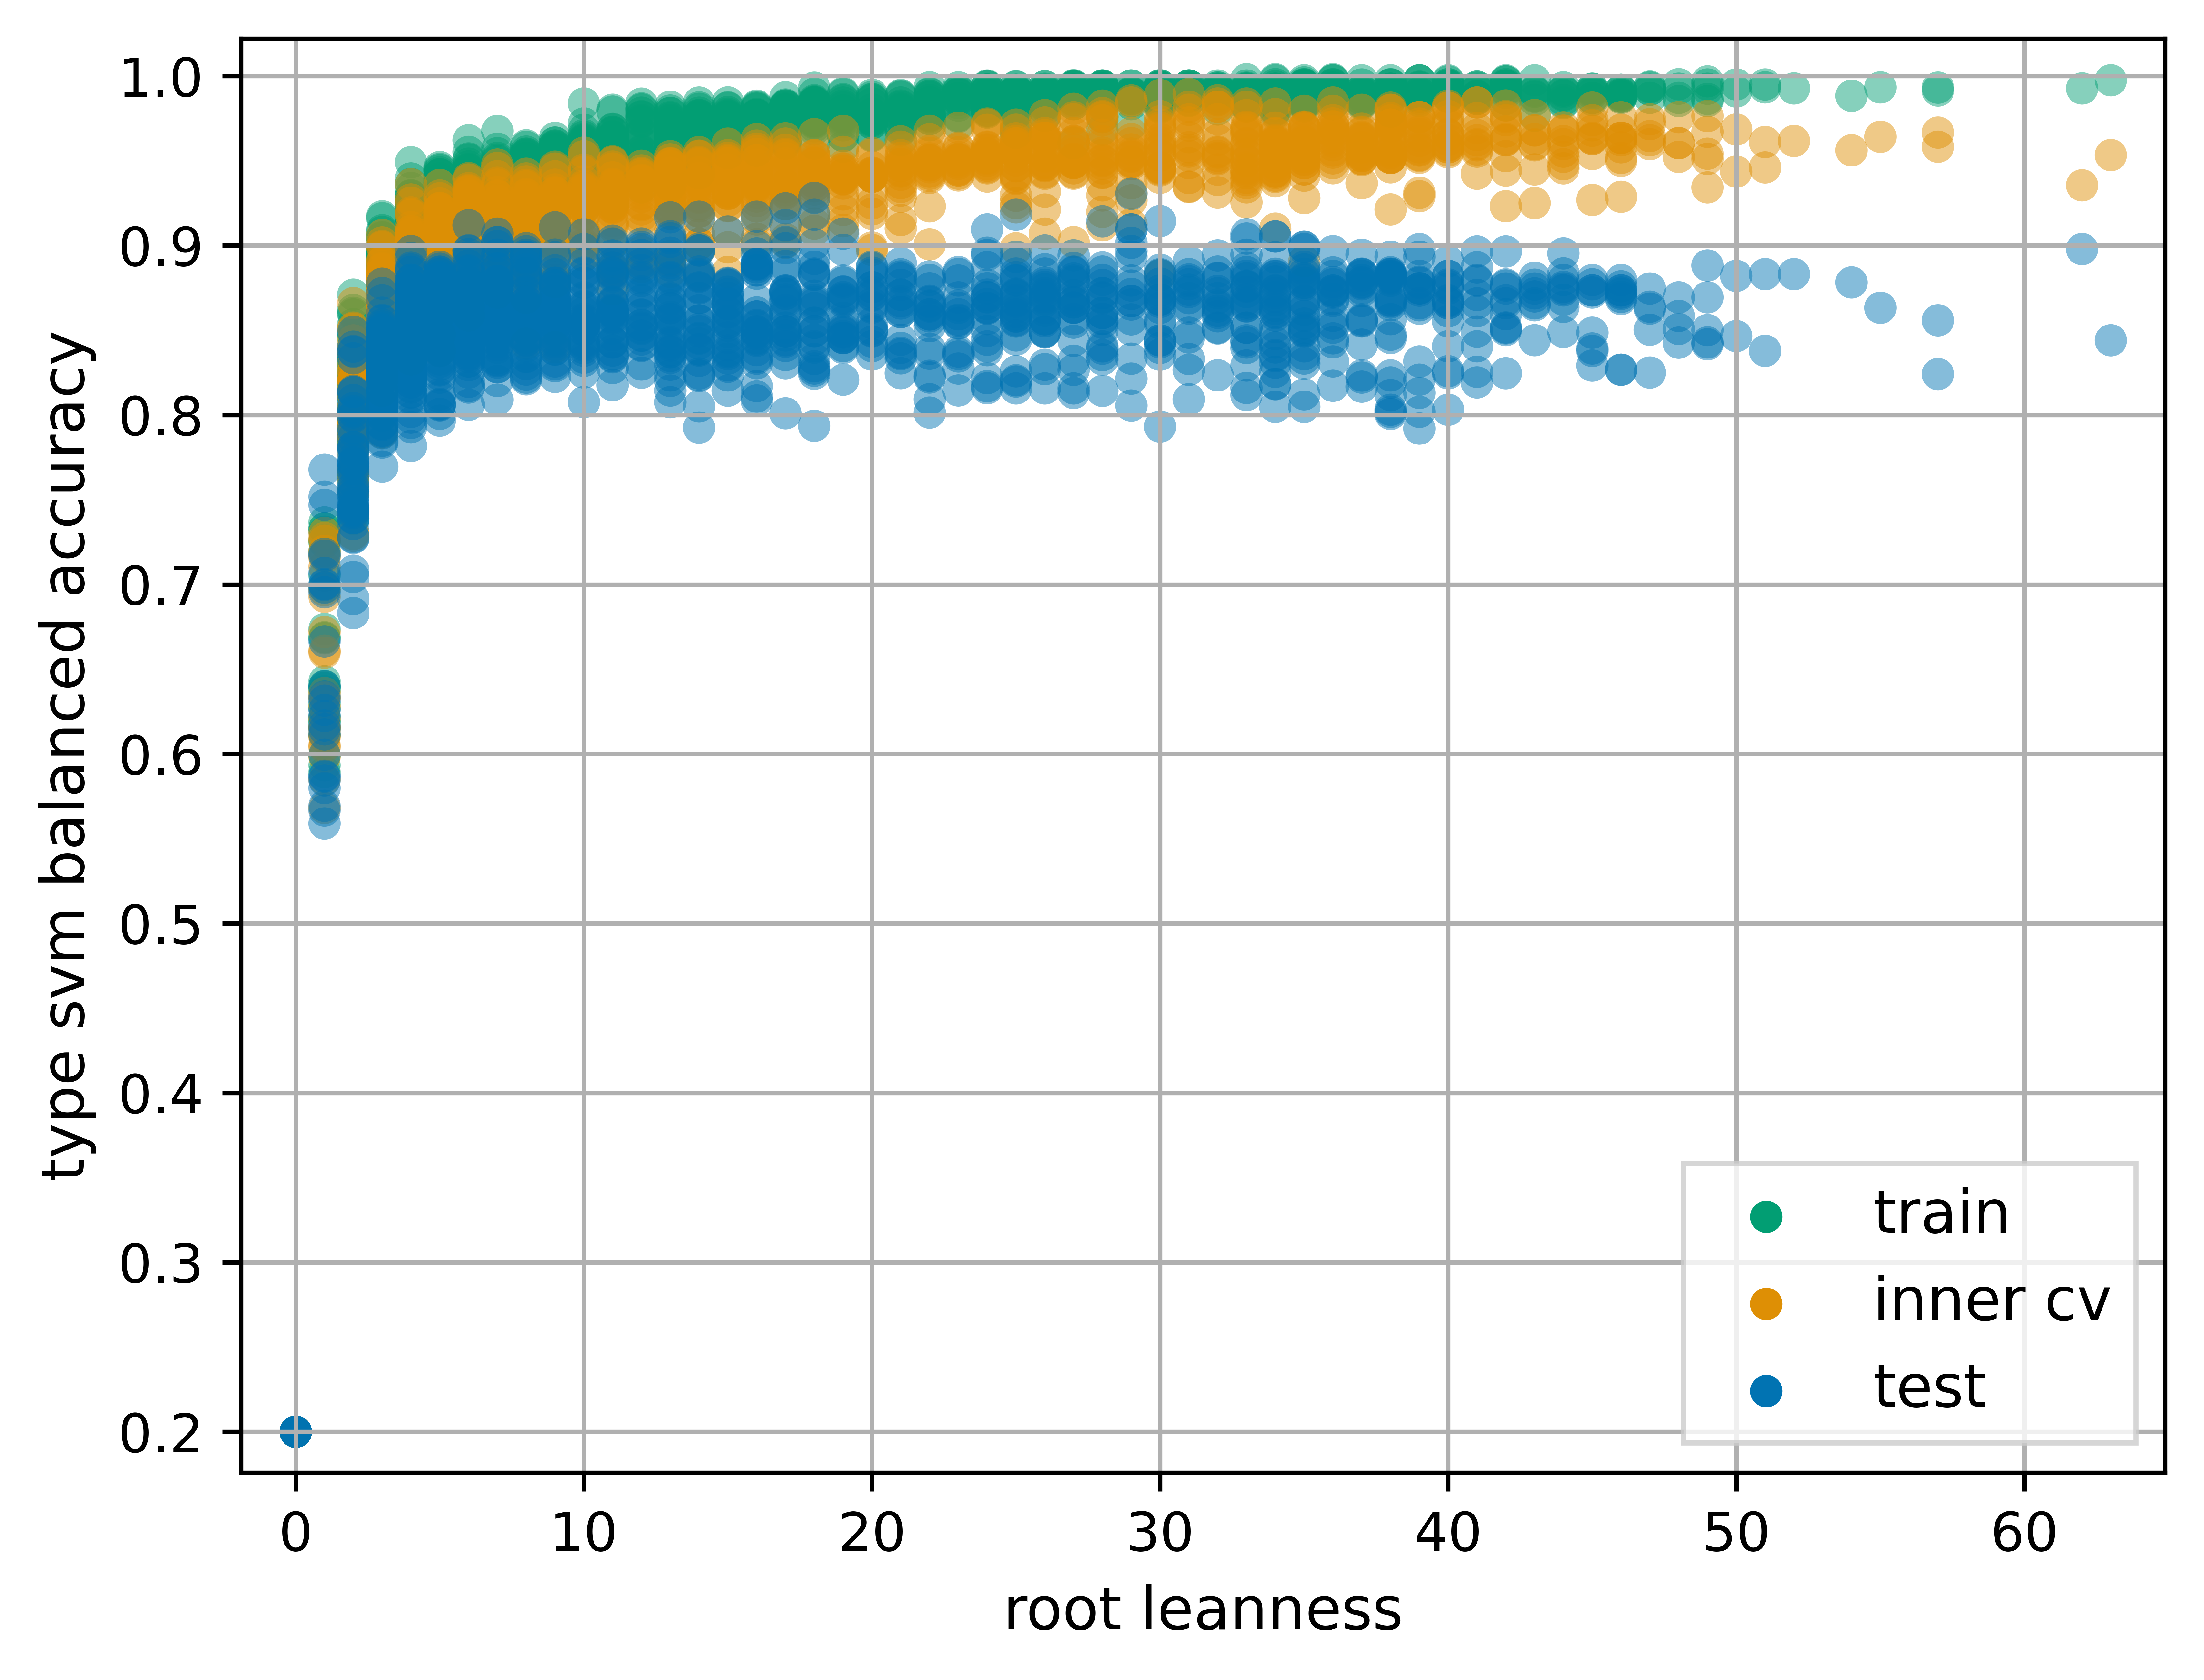 1.0
0.9
0.8
0.7
0.6
0.5
0.4
0.3
0.2
type svm balanced accuracy
train
inner cv
test
0 10 20 30 40 50 60
root leanness